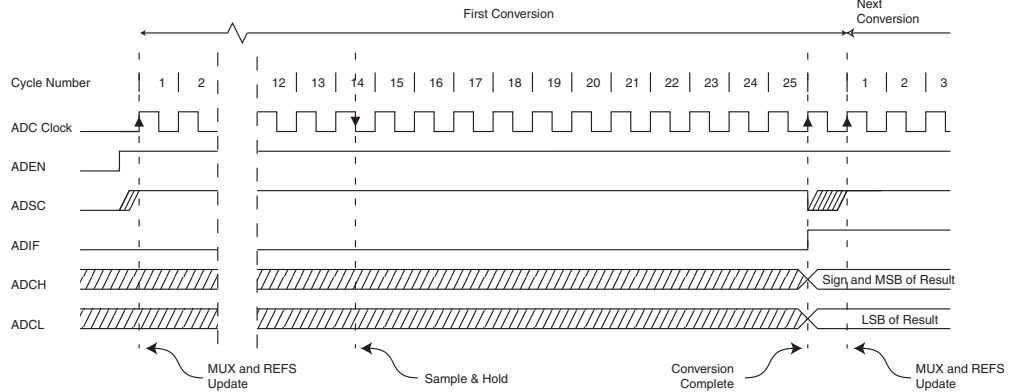 Next
First Conversion
Conversion
Cycle Number 1 2 12 13 14 15 16 17 18 19 20 21 22 23 24 25 1 2 3
ADC Clock
ADEN
ADSC
ADIF
ADCH Sign and MSB of Result
ADCL LSB of Result
MUX and REFS
Update
Sample & Hold
Conversion
Complete
MUX and REFS
Update